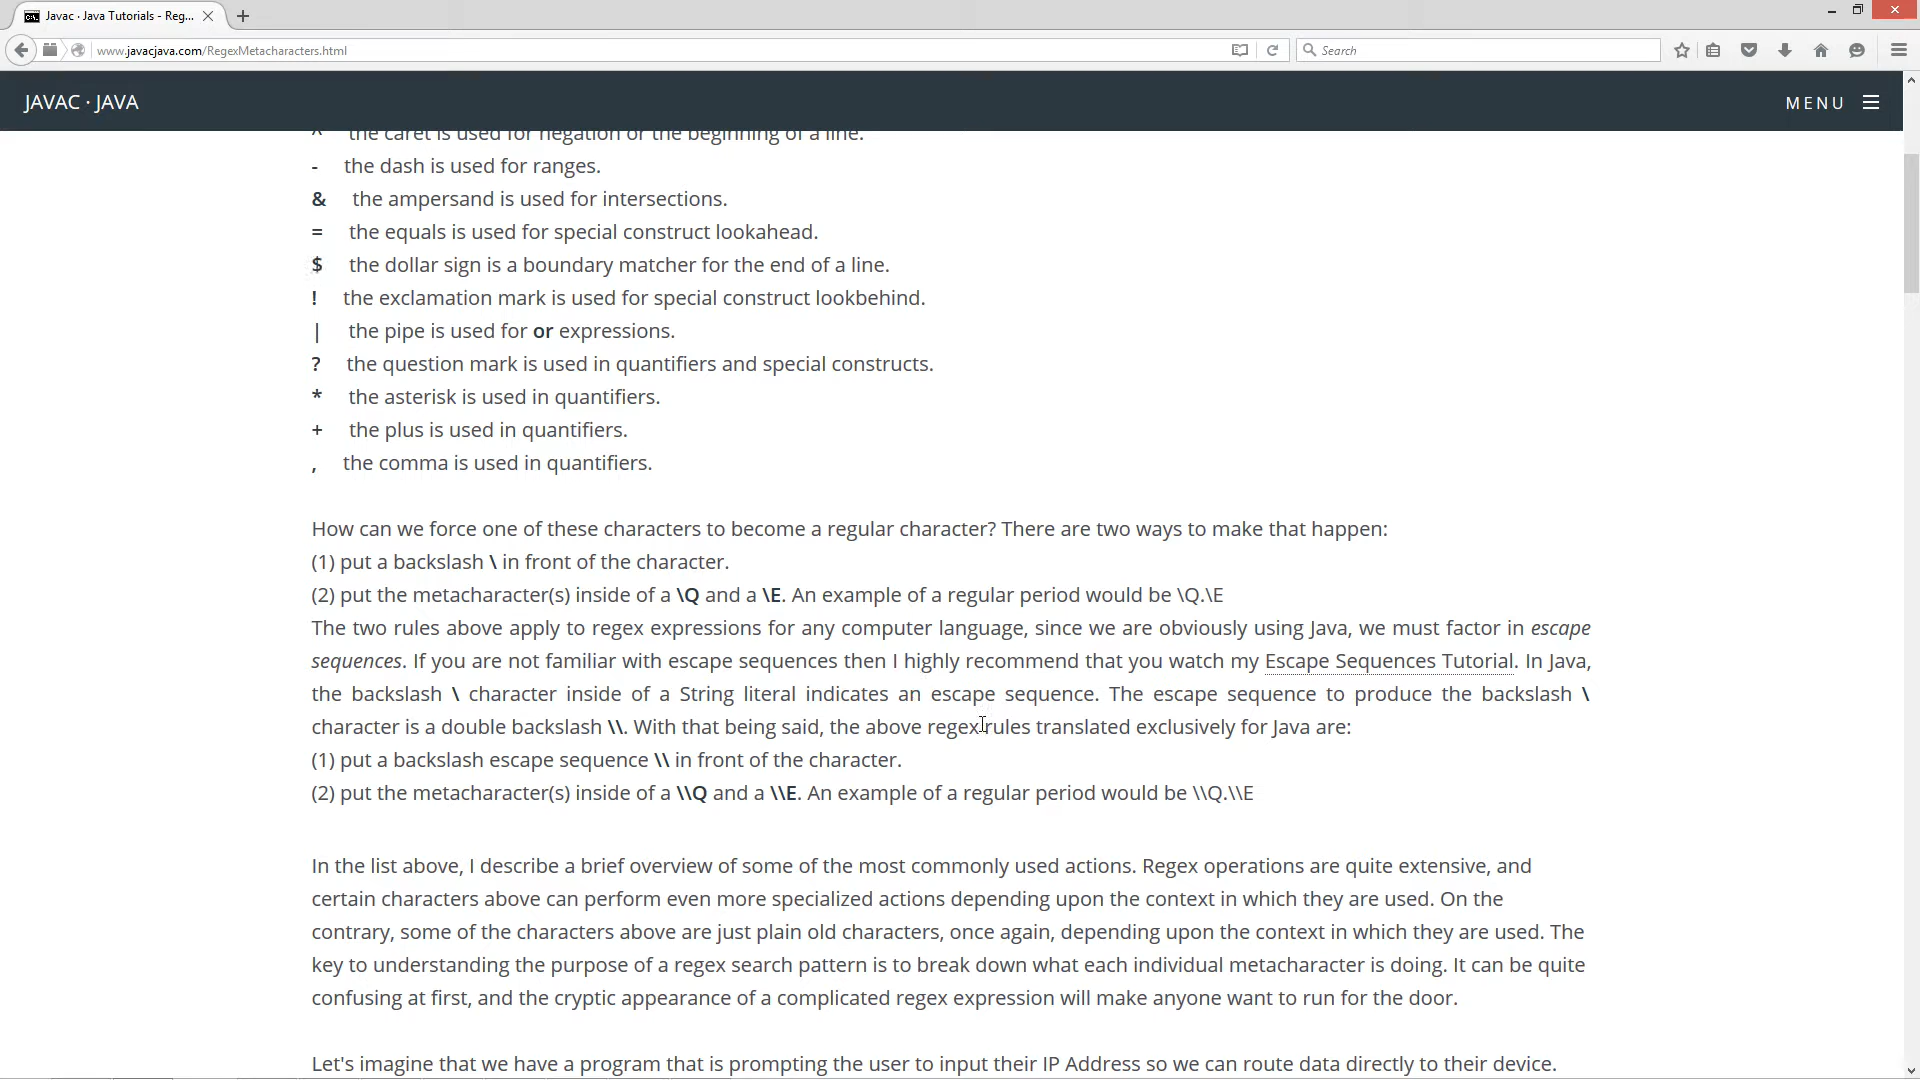 Javac · Java Tutorials - Reg...
www.javacjava.com/RegexMetacharacters.html
Search
JAVAC · JAVA
MENU
^ the caret is used for negation or the beginning of a line.
- the dash is used for ranges.
& the ampersand is used for intersections.
= the equals is used for special construct lookahead.
$ the dollar sign is a boundary matcher for the end of a line.
! the exclamation mark is used for special construct lookbehind.
| the pipe is used for or expressions.
? the question mark is used in quantifiers and special constructs.
* the asterisk is used in quantifiers.
+ the plus is used in quantifiers.
, the comma is used in quantifiers.
How can we force one of these characters to become a regular character? There are two ways to make that happen:
(1) put a backslash \ in front of the character.
(2) put the metacharacter(s) inside of a \Q and a \E. An example of a regular period would be \Q.\E
The two rules above apply to regex expressions for any computer language, since we are obviously using Java, we must factor in escape
sequences. If you are not familiar with escape sequences then I highly recommend that you watch my Escape Sequences Tutorial. In Java,
the backslash \ character inside of a String literal indicates an escape sequence. The escape sequence to produce the backslash \
character is a double backslash \\. With that being said, the above regex rules translated exclusively for Java are:
(1) put a backslash escape sequence \\ in front of the character.
(2) put the metacharacter(s) inside of a \\Q and a \\E. An example of a regular period would be \\Q.\\E
In the list above, I describe a brief overview of some of the most commonly used actions. Regex operations are quite extensive, and
certain characters above can perform even more specialized actions depending upon the context in which they are used. On the
contrary, some of the characters above are just plain old characters, once again, depending upon the context in which they are used. The
key to understanding the purpose of a regex search pattern is to break down what each individual metacharacter is doing. It can be quite
confusing at first, and the cryptic appearance of a complicated regex expression will make anyone want to run for the door.
Let's imagine that we have a program that is prompting the user to input their IP Address so we can route data directly to their device.